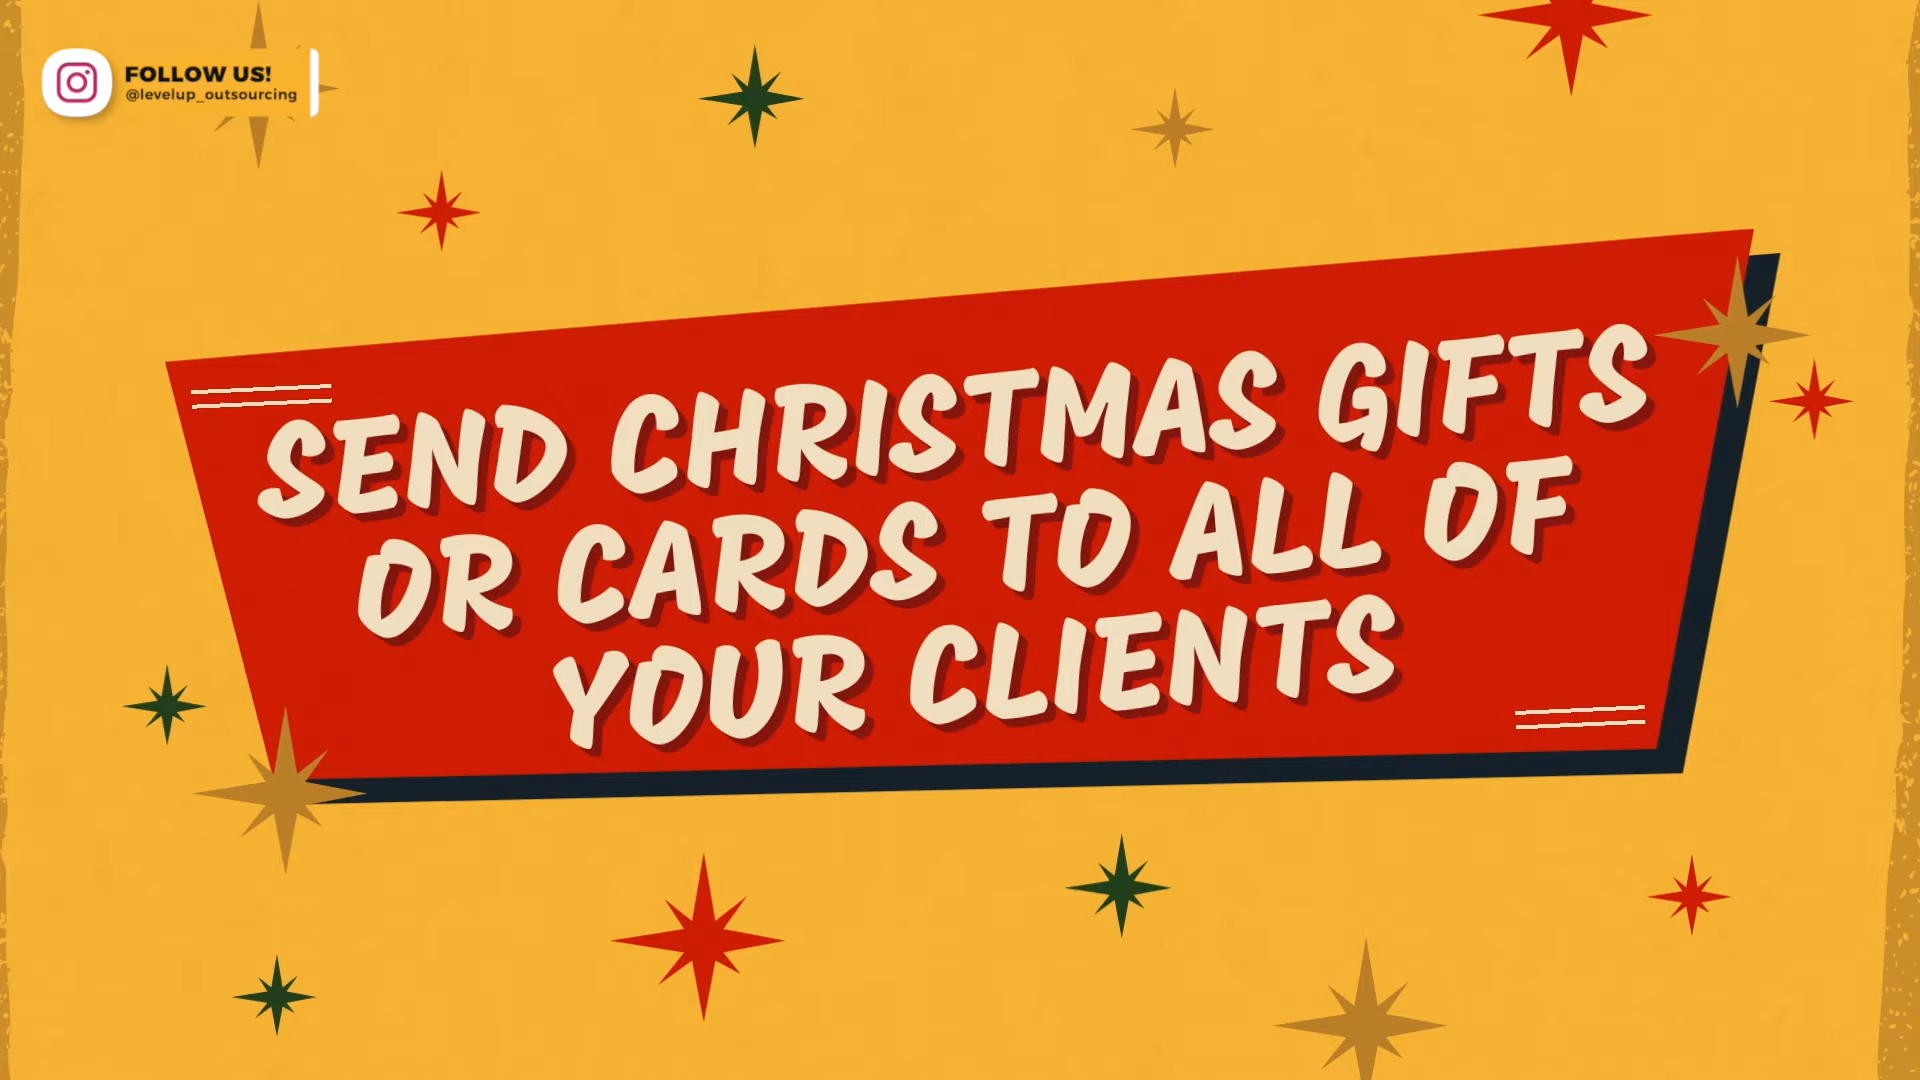 FOLLOW US!
@levelup_outsourcing
SEND CHRISTMAS GIFTS
OR CARDS TO ALL OF
YOUR CLIENTS